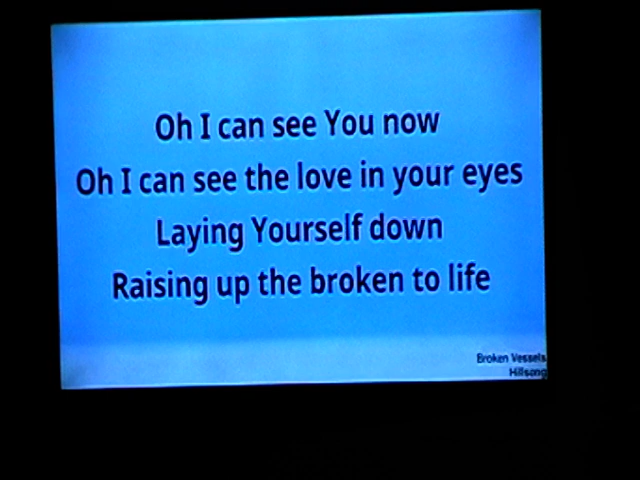 Oh I can see You now
Oh I can see the love in your eyes
Laying Yourself down
Raising up the broken to life
Broken Vessels
Hillsong